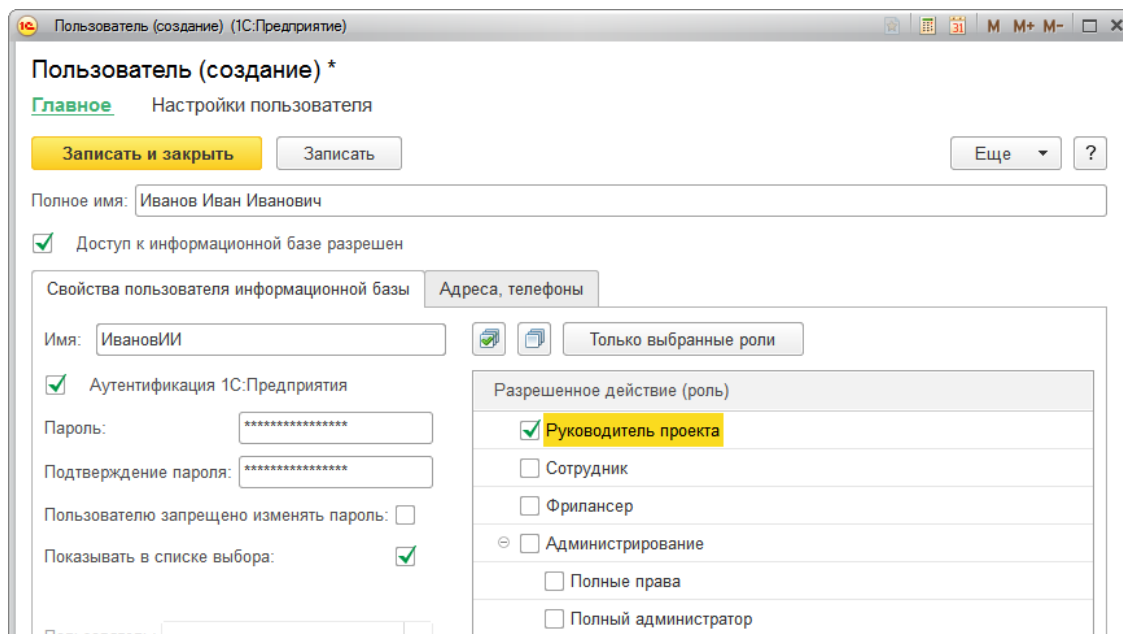 1С Пользователь (создание) (1С:Предприятие) 31 M M+ M-
Пользователь (создание) *
Главное Настройки пользователя
Записать и закрыть Записать Еще ?
Полное имя: Иванов Иван Иванович
Доступ к информационной базе разрешен
Свойства пользователя информационной базы Адреса, телефоны
Имя: ИвановИИ Только выбранные роли
Аутентификация 1С:Предприятия
Разрешенное действие (роль)
Пароль: ****************
Руководитель проекта
Подтверждение пароля: ****************
Сотрудник
Пользователю запрещено изменять пароль:
Фрилансер
Показывать в списке выбора:
Администрирование
Полные права
Полный администратор